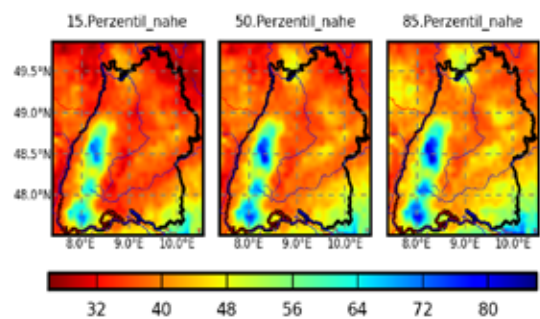 15.Perzentil_nahe 50.Perzentil_nahe 85.Perzentil_nahe
49.5°N
49.0°N
48.5°N
48.0°N
8.0°E 9.0°E 10.0°E 8.0°E 9.0°E 10.0°E 8.0°E 9.0°E 10.0°E
32 40 48 56 64 72 80